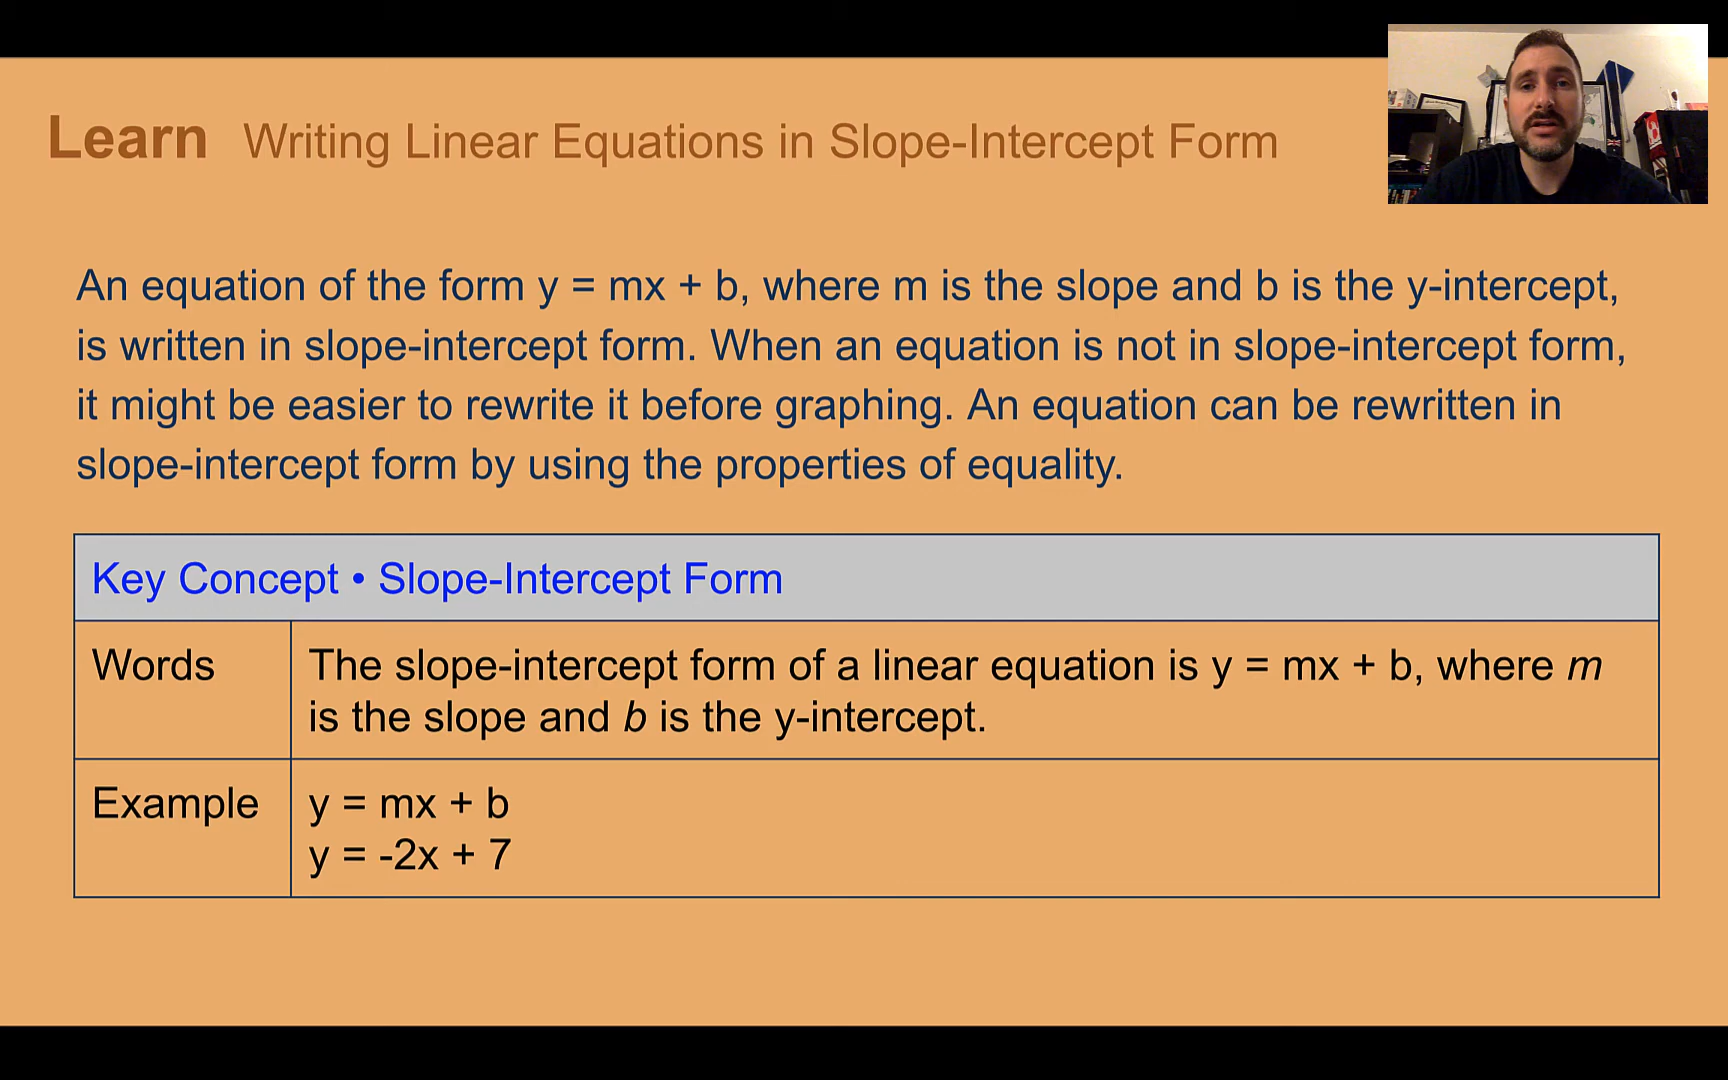 Learn Writing Linear Equations in Slope-Intercept Form
An equation of the form y = mx + b, where m is the slope and b is the y-intercept,
is written in slope-intercept form. When an equation is not in slope-intercept form,
it might be easier to rewrite it before graphing. An equation can be rewritten in
slope-intercept form by using the properties of equality.
Key Concept • Slope-Intercept Form
Words
The slope-intercept form of a linear equation is y = mx + b, where m
is the slope and b is the y-intercept.
Example
y = mx + b
y = -2x + 7